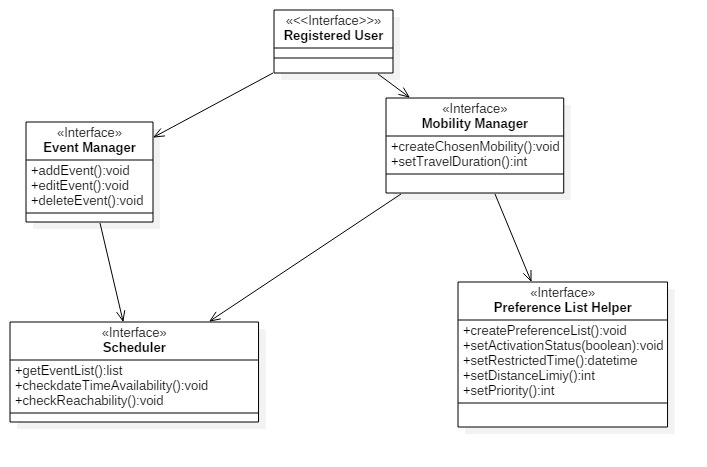 «<<Interface>>»
Registered User
«Interface»
Mobility Manager
+createChosenMobility():void
+setTravelDuration():int
«Interface»
Event Manager
+addEvent():void
+editEvent():void
+deleteEvent():void
«Interface»
Preference List Helper
+createPreferenceList():void
+setActivationStatus(boolean):void
+setRestrictedTime():datetime
+setDistanceLimiy():int
+setPriority():int
«Interface»
Scheduler
+getEventList():list
+checkdateTimeAvailability():void
+checkReachability():void